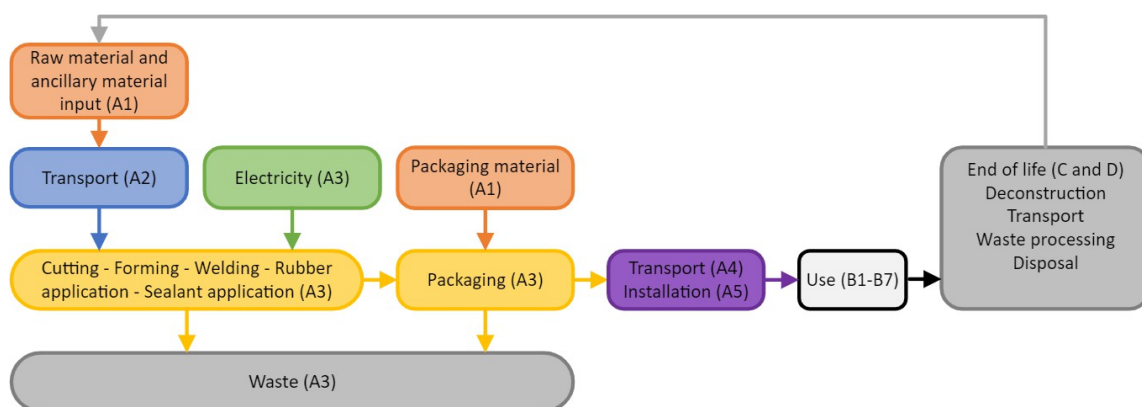 Raw material and
ancillary material
input (A1)
Transport (A2)
Electricity (A3)
Packaging material
(A1)
Cutting - Forming - Welding - Rubber
application - Sealant application (A3)
Packaging (A3)
Transport (A4)
Installation (A5)
Use (B1-B7)
End of life (C and D)
Deconstruction
Transport
Waste processing
Disposal
Waste (A3)